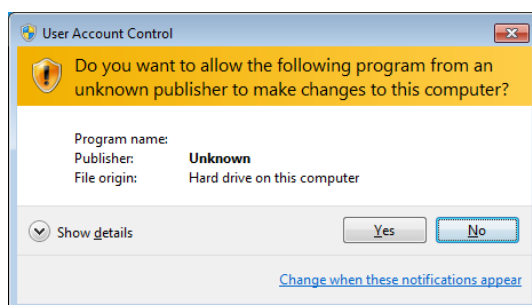 User Account Control
Do you want to allow the following program from an
unknown publisher to make changes to this computer?
Program name:
Publisher: Unknown
File origin: Hard drive on this computer
Show details
Yes No
Change when these notifications appear